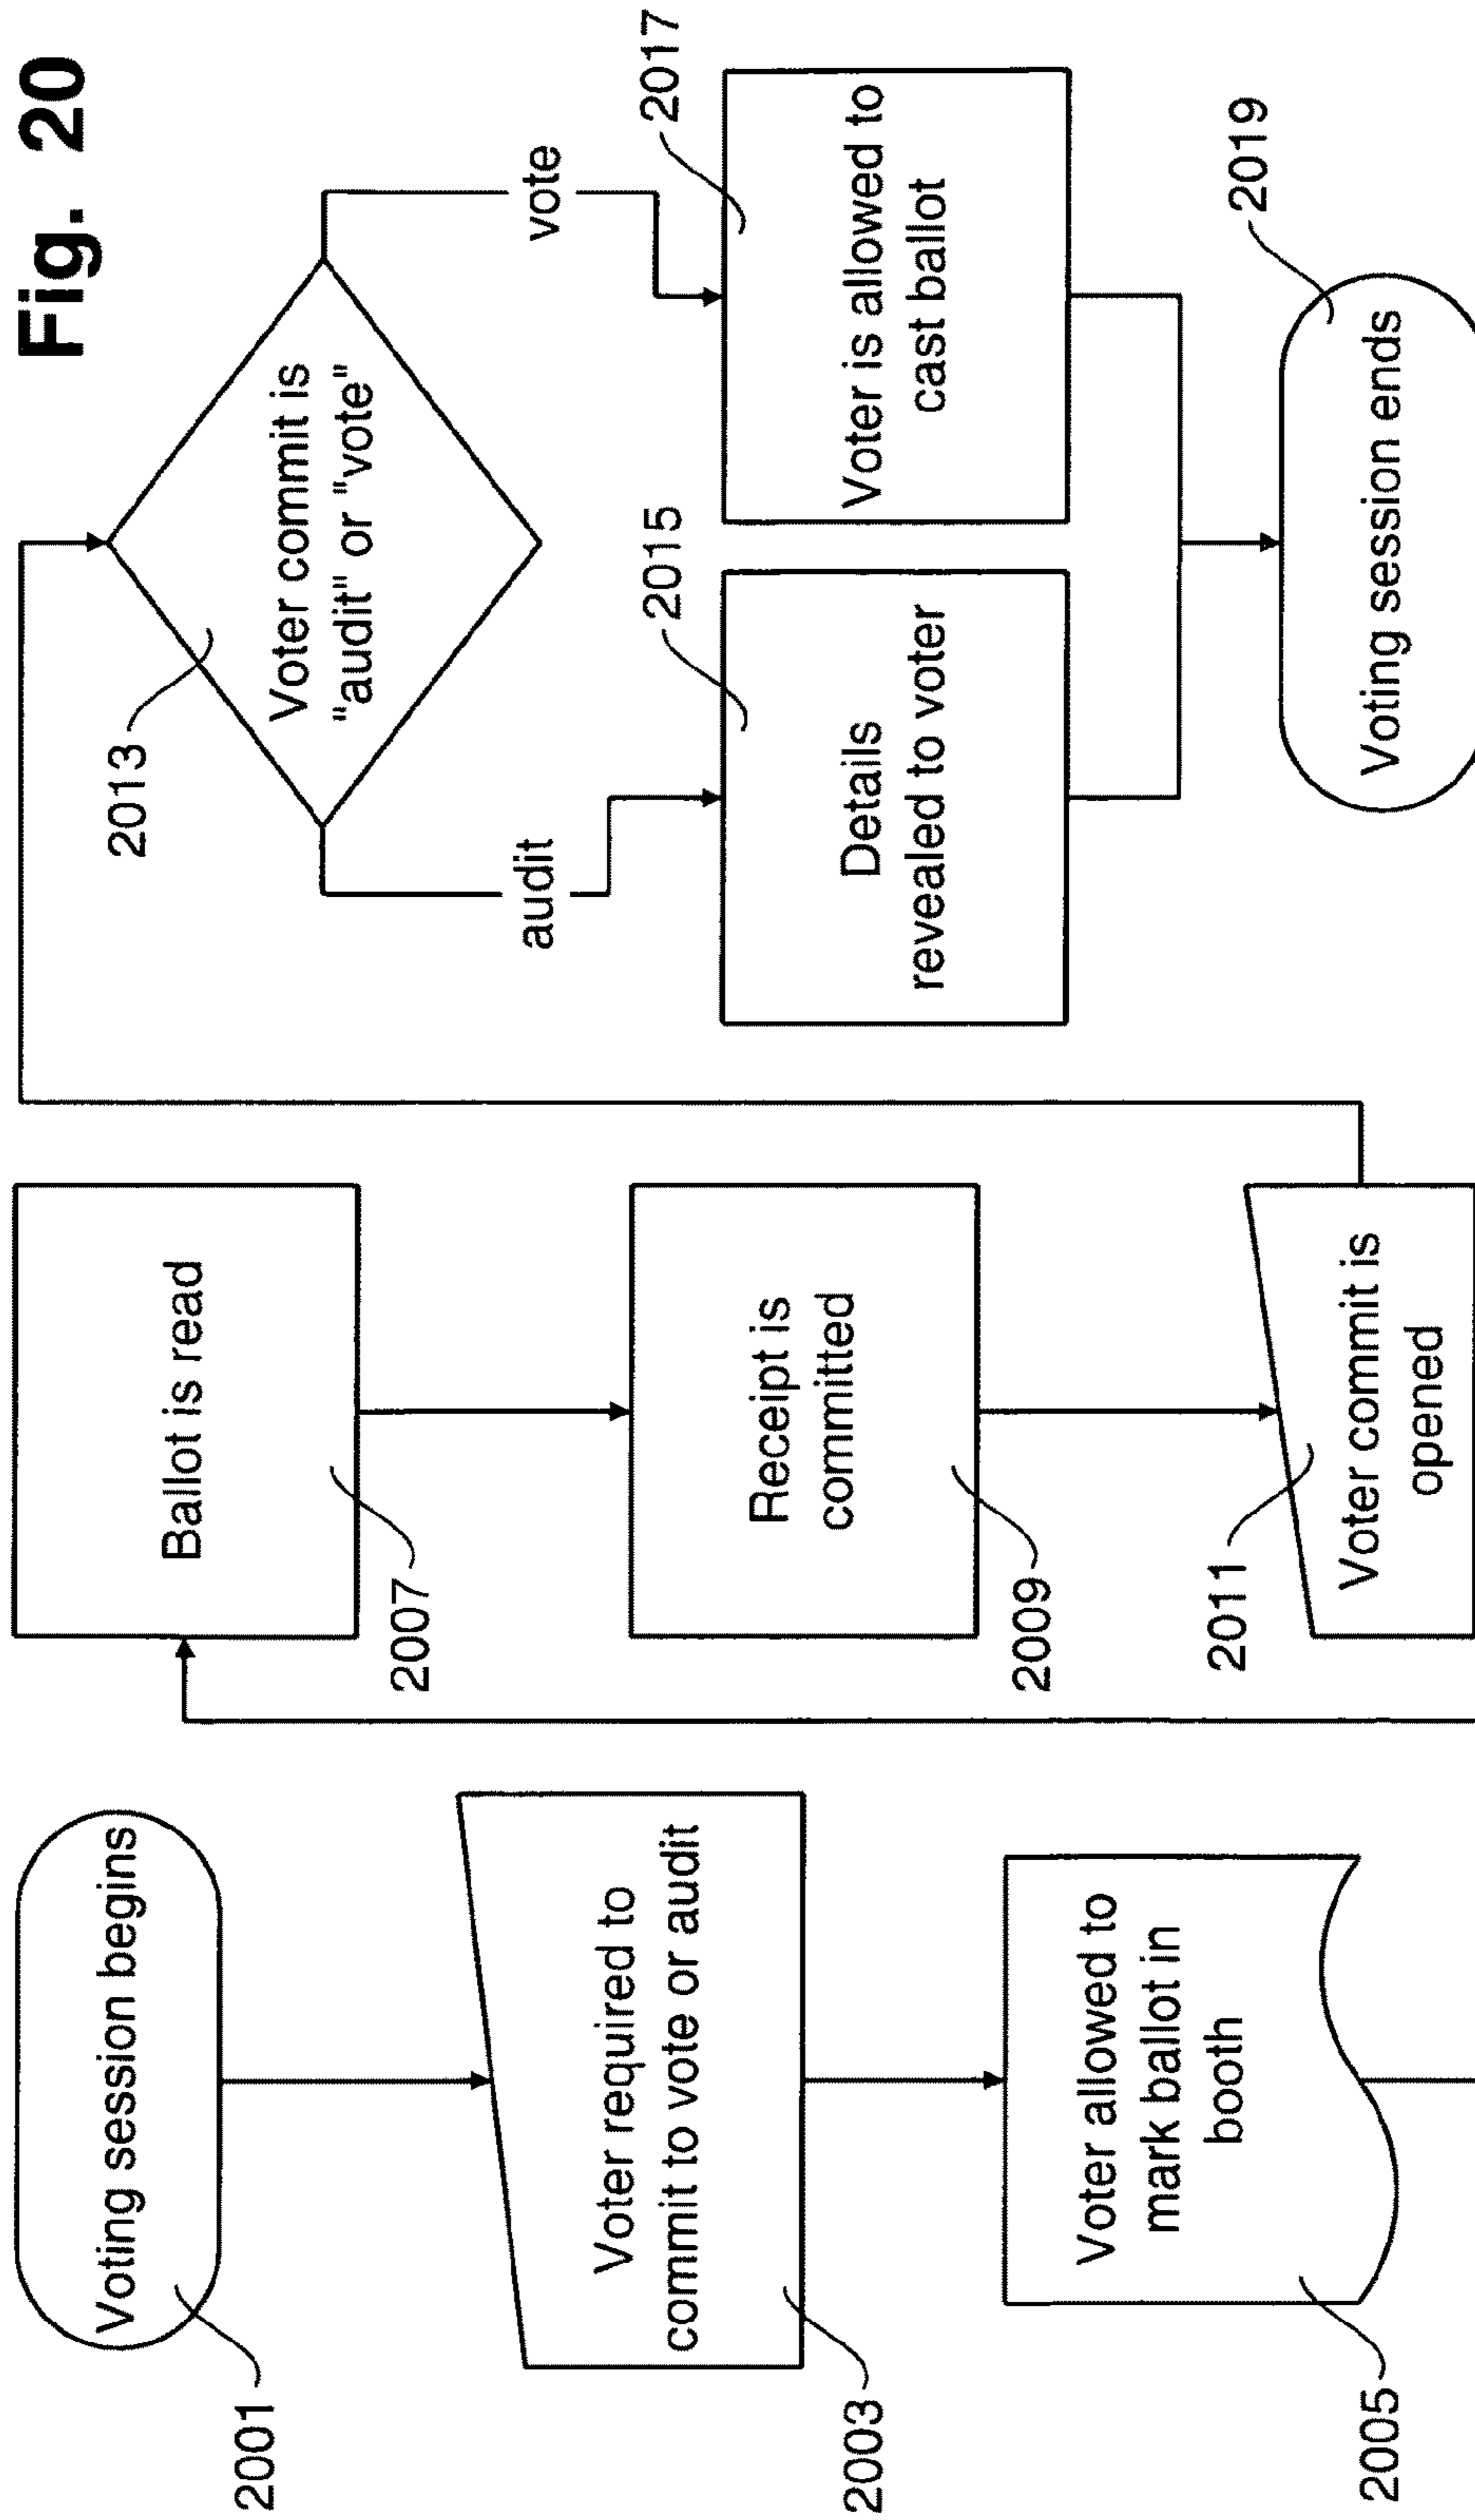 Fig. 20
Voting session begins
2001
Voter required to
commit to vote or audit
2003
Voter allowed to
mark ballot in
booth
2005
Ballot is read
2007
Receipt is
committed
2009
2011
Voter commit is
opened
2013
Voter commit is
"audit" or "vote"
audit
vote
2015
Details
revealed to voter
2017
Voter is allowed to
cast ballot
2019
Voting session ends